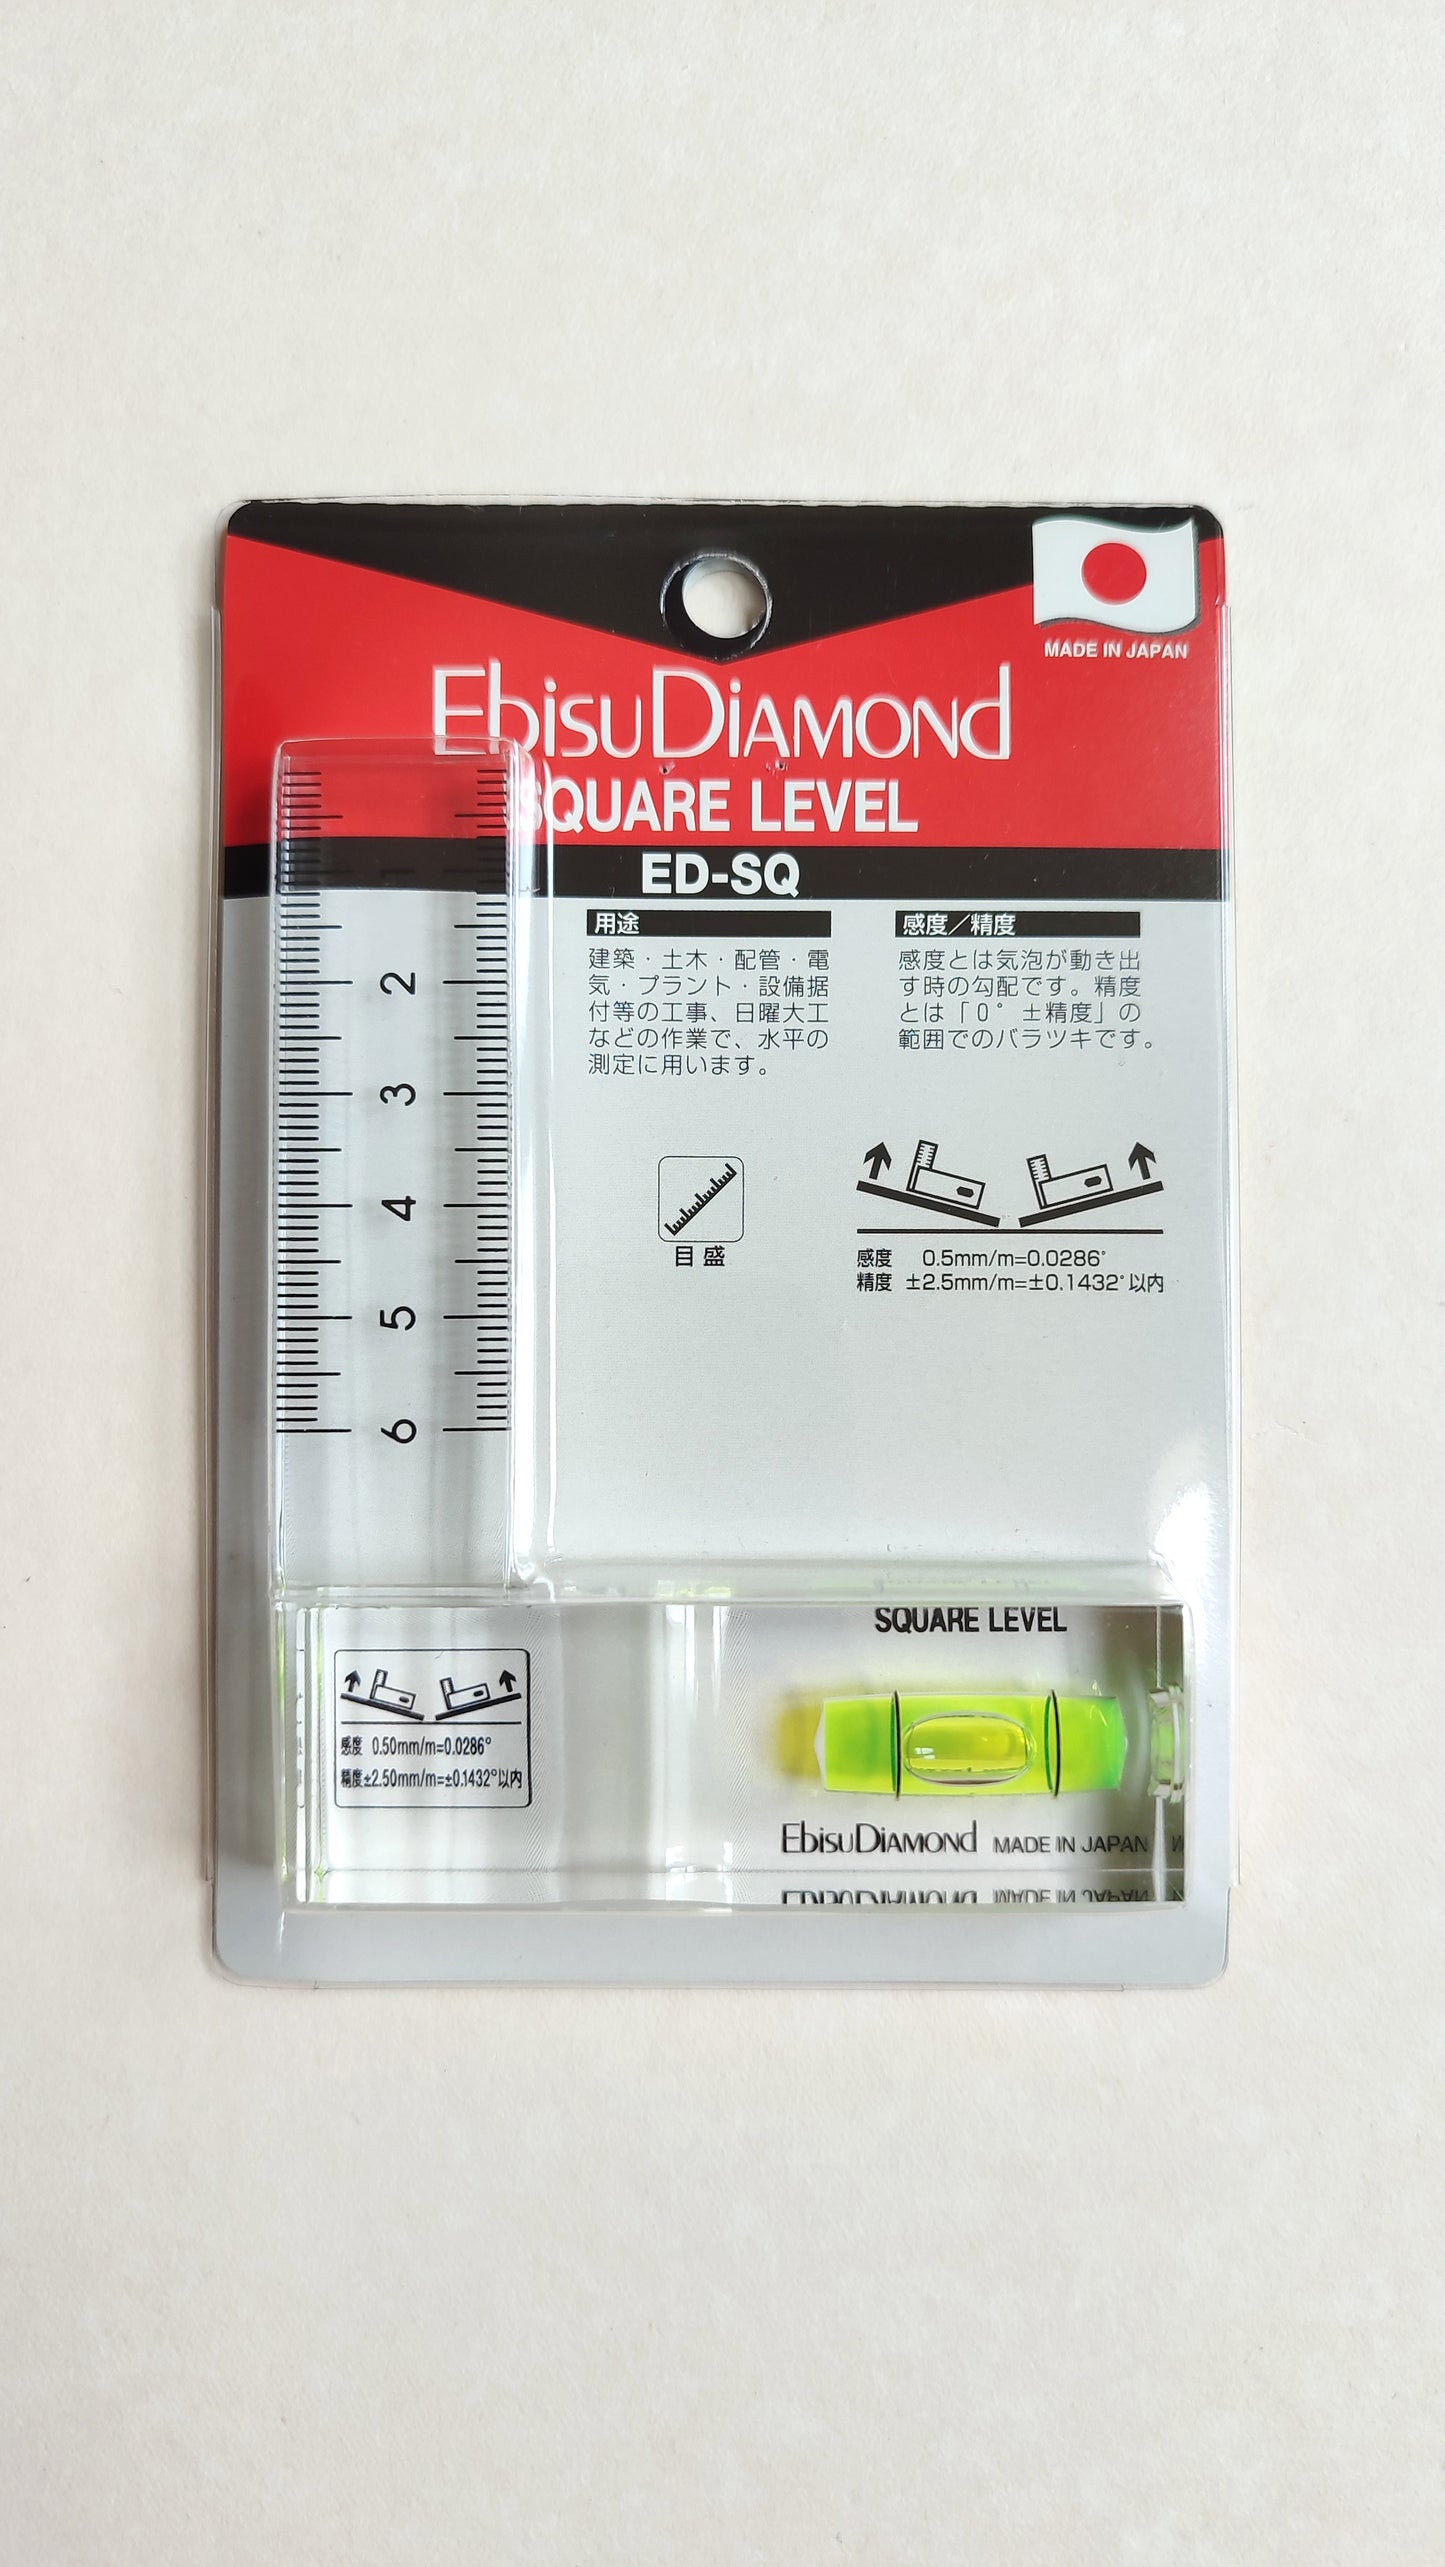 MADE IN JAPAN
EbisuDiamond
SQUARE LEVEL
ED-SQ
用途
建築・土木・配管・電
気・プラント・設備据
付等の工事、日曜大工
などの作業で、水平の
測定に用います。
感度／精度
感度とは気泡が動き出
す時の勾配です。精度
とは「0°±精度」の
範囲でのバラツキです。
目盛
感度 0.5mm/m=0.0286°
精度 ±2.5mm/m=±0.1432°以内
1
2
3
4
5
6
感度 0.50mm/m=0.0286°
精度±2.50mm/m=±0.1432°以内
SQUARE LEVEL
EbisuDiamond MADE IN JAPAN